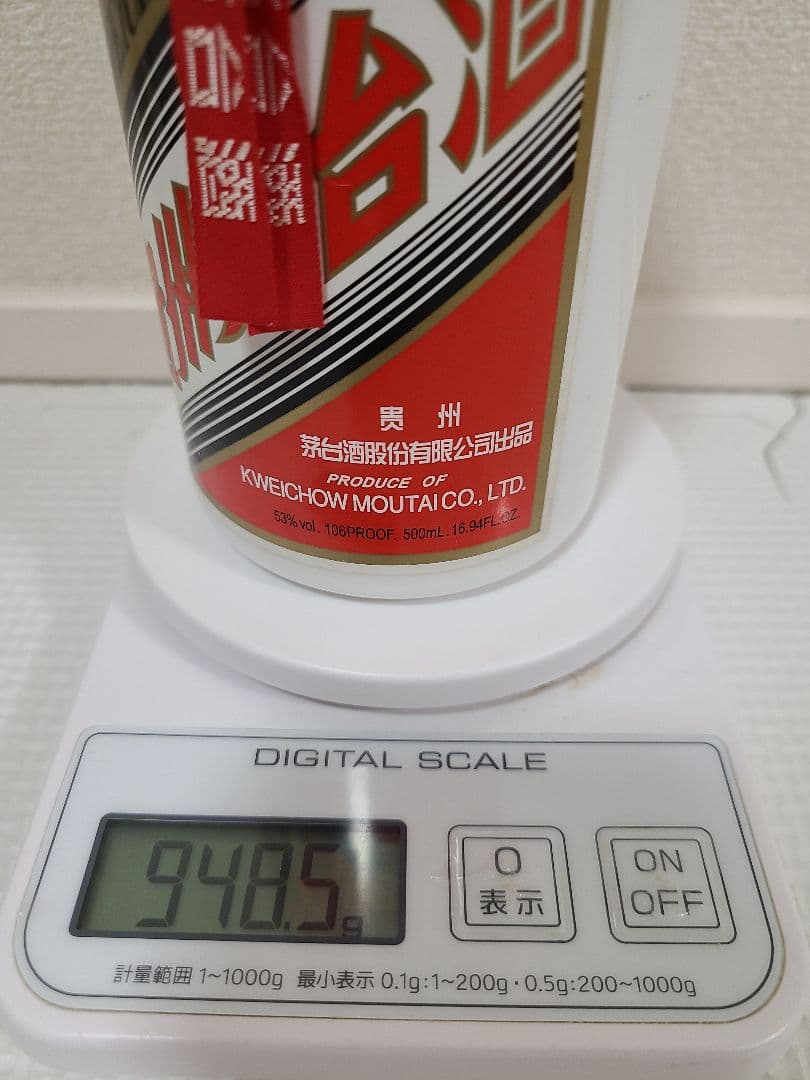 台酒
州
贵 州
茅台酒股份有限公司出品
PRODUCE OF
KWEICHOW MOUTAI CO., LTD.
53% vol. 106PROOF. 500mL. 16.94FL.OZ.
DIGITAL SCALE
948.5g
0
表示
ON
OFF
計量範囲 1~1000g 最小表示 0.1g:1~200g・0.5g:200~1000g